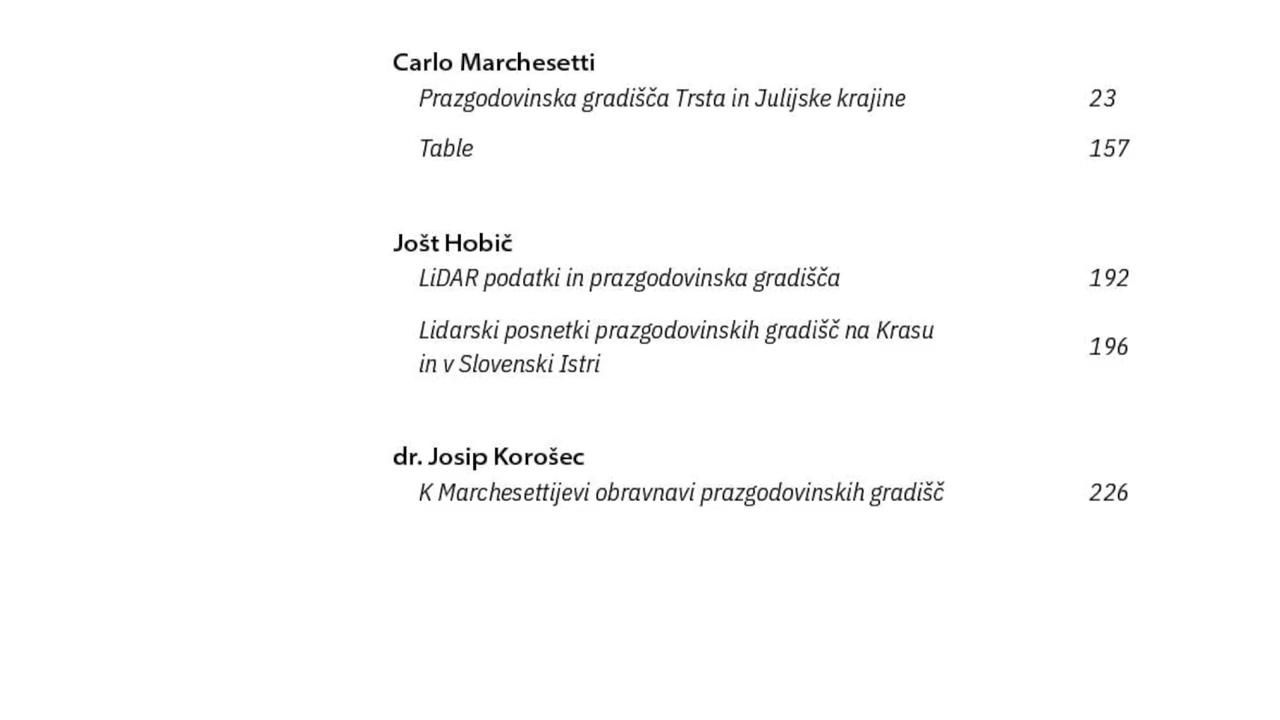 Carlo Marchesetti
Prazgodovinska gradišča Trsta in Julijske krajine 23
Table 157
Jošt Hobič
LiDAR podatki in prazgodovinska gradišča 192
Lidarski posnetki prazgodovinskih gradišč na Krasu
in v Slovenski Istri 196
dr. Josip Korošec
K Marchesettijevi obravnavi prazgodovinskih gradišč 226